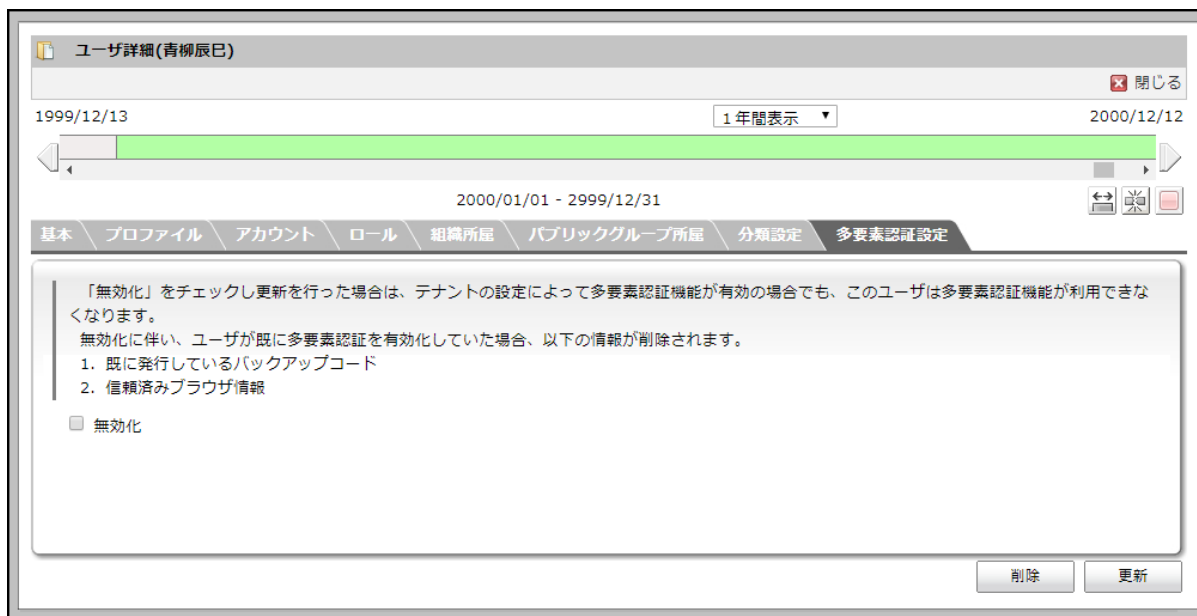 ユーザ詳細(青柳辰巳)
閉じる
1999/12/13 1年間表示 2000/12/12
2000/01/01 - 2999/12/31
基本 プロファイル アカウント ロール 組織所属 パブリックグループ所属 分類設定 多要素認証設定
「無効化」をチェックし更新を行った場合は、テナントの設定によって多要素認証機能が有効の場合でも、このユーザは多要素認証機能が利用できな
くなります。
無効化に伴い、ユーザが既に多要素認証を有効化していた場合、以下の情報が削除されます。
1. 既に発行しているバックアップコード
2. 信頼済みブラウザ情報
無効化
削除 更新